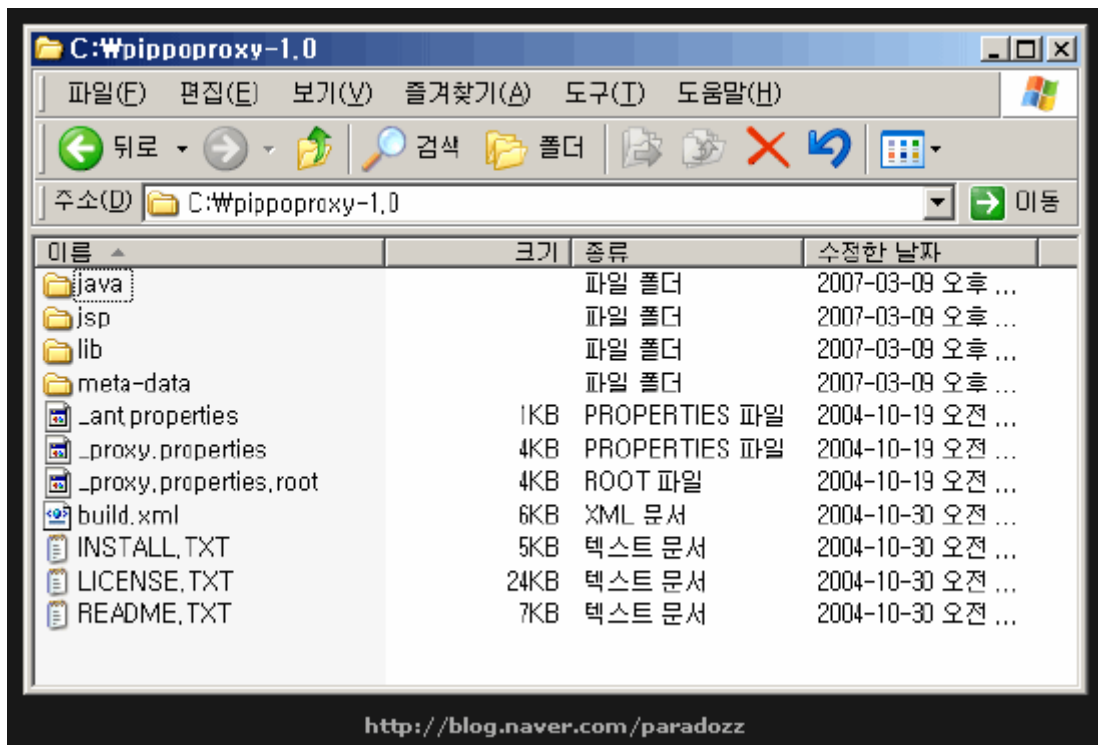 C:₩pippoproxy-1.0
파일(F) 편집(E) 보기(V) 즐겨찾기(A) 도구(T) 도움말(H)
뒤로 검색 폴더
주소(D) C:₩pippoproxy-1.0 이동
이름 크기 종류 수정한 날짜
java 파일 폴더 2007-03-09 오후 ...
jsp 파일 폴더 2007-03-09 오후 ...
lib 파일 폴더 2007-03-09 오후 ...
meta-data 파일 폴더 2007-03-09 오후 ...
_ant.properties 1KB PROPERTIES 파일 2004-10-19 오전 ...
_proxy.properties 4KB PROPERTIES 파일 2004-10-19 오전 ...
_proxy.properties.root 4KB ROOT 파일 2004-10-19 오전 ...
build.xml 6KB XML 문서 2004-10-30 오전 ...
INSTALL.TXT 5KB 텍스트 문서 2004-10-30 오전 ...
LICENSE.TXT 24KB 텍스트 문서 2004-10-30 오전 ...
README.TXT 7KB 텍스트 문서 2004-10-30 오전 ...
http://blog.naver.com/paradozz